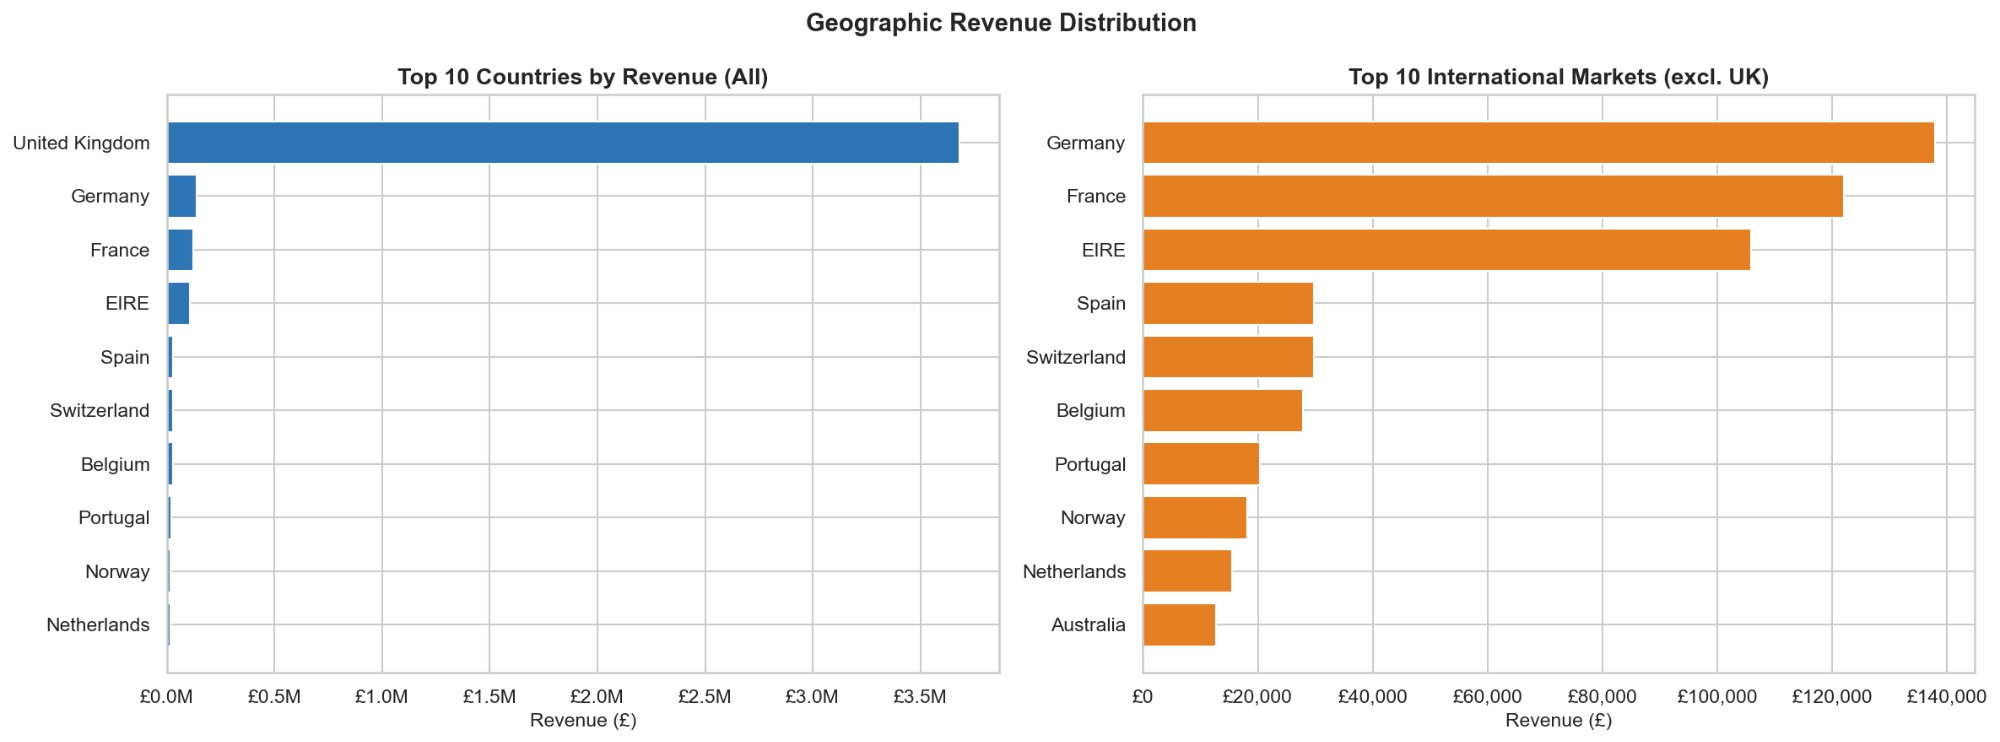 Geographic Revenue Distribution
Top 10 Countries by Revenue (All)
United Kingdom
Germany
France
EIRE
Spain
Switzerland
Belgium
Portugal
Norway
Netherlands
£0.0M £0.5M £1.0M £1.5M £2.0M £2.5M £3.0M £3.5M
Revenue (£)
Top 10 International Markets (excl. UK)
Germany
France
EIRE
Spain
Switzerland
Belgium
Portugal
Norway
Netherlands
Australia
£0 £20,000 £40,000 £60,000 £80,000 £100,000 £120,000 £140,000
Revenue (£)